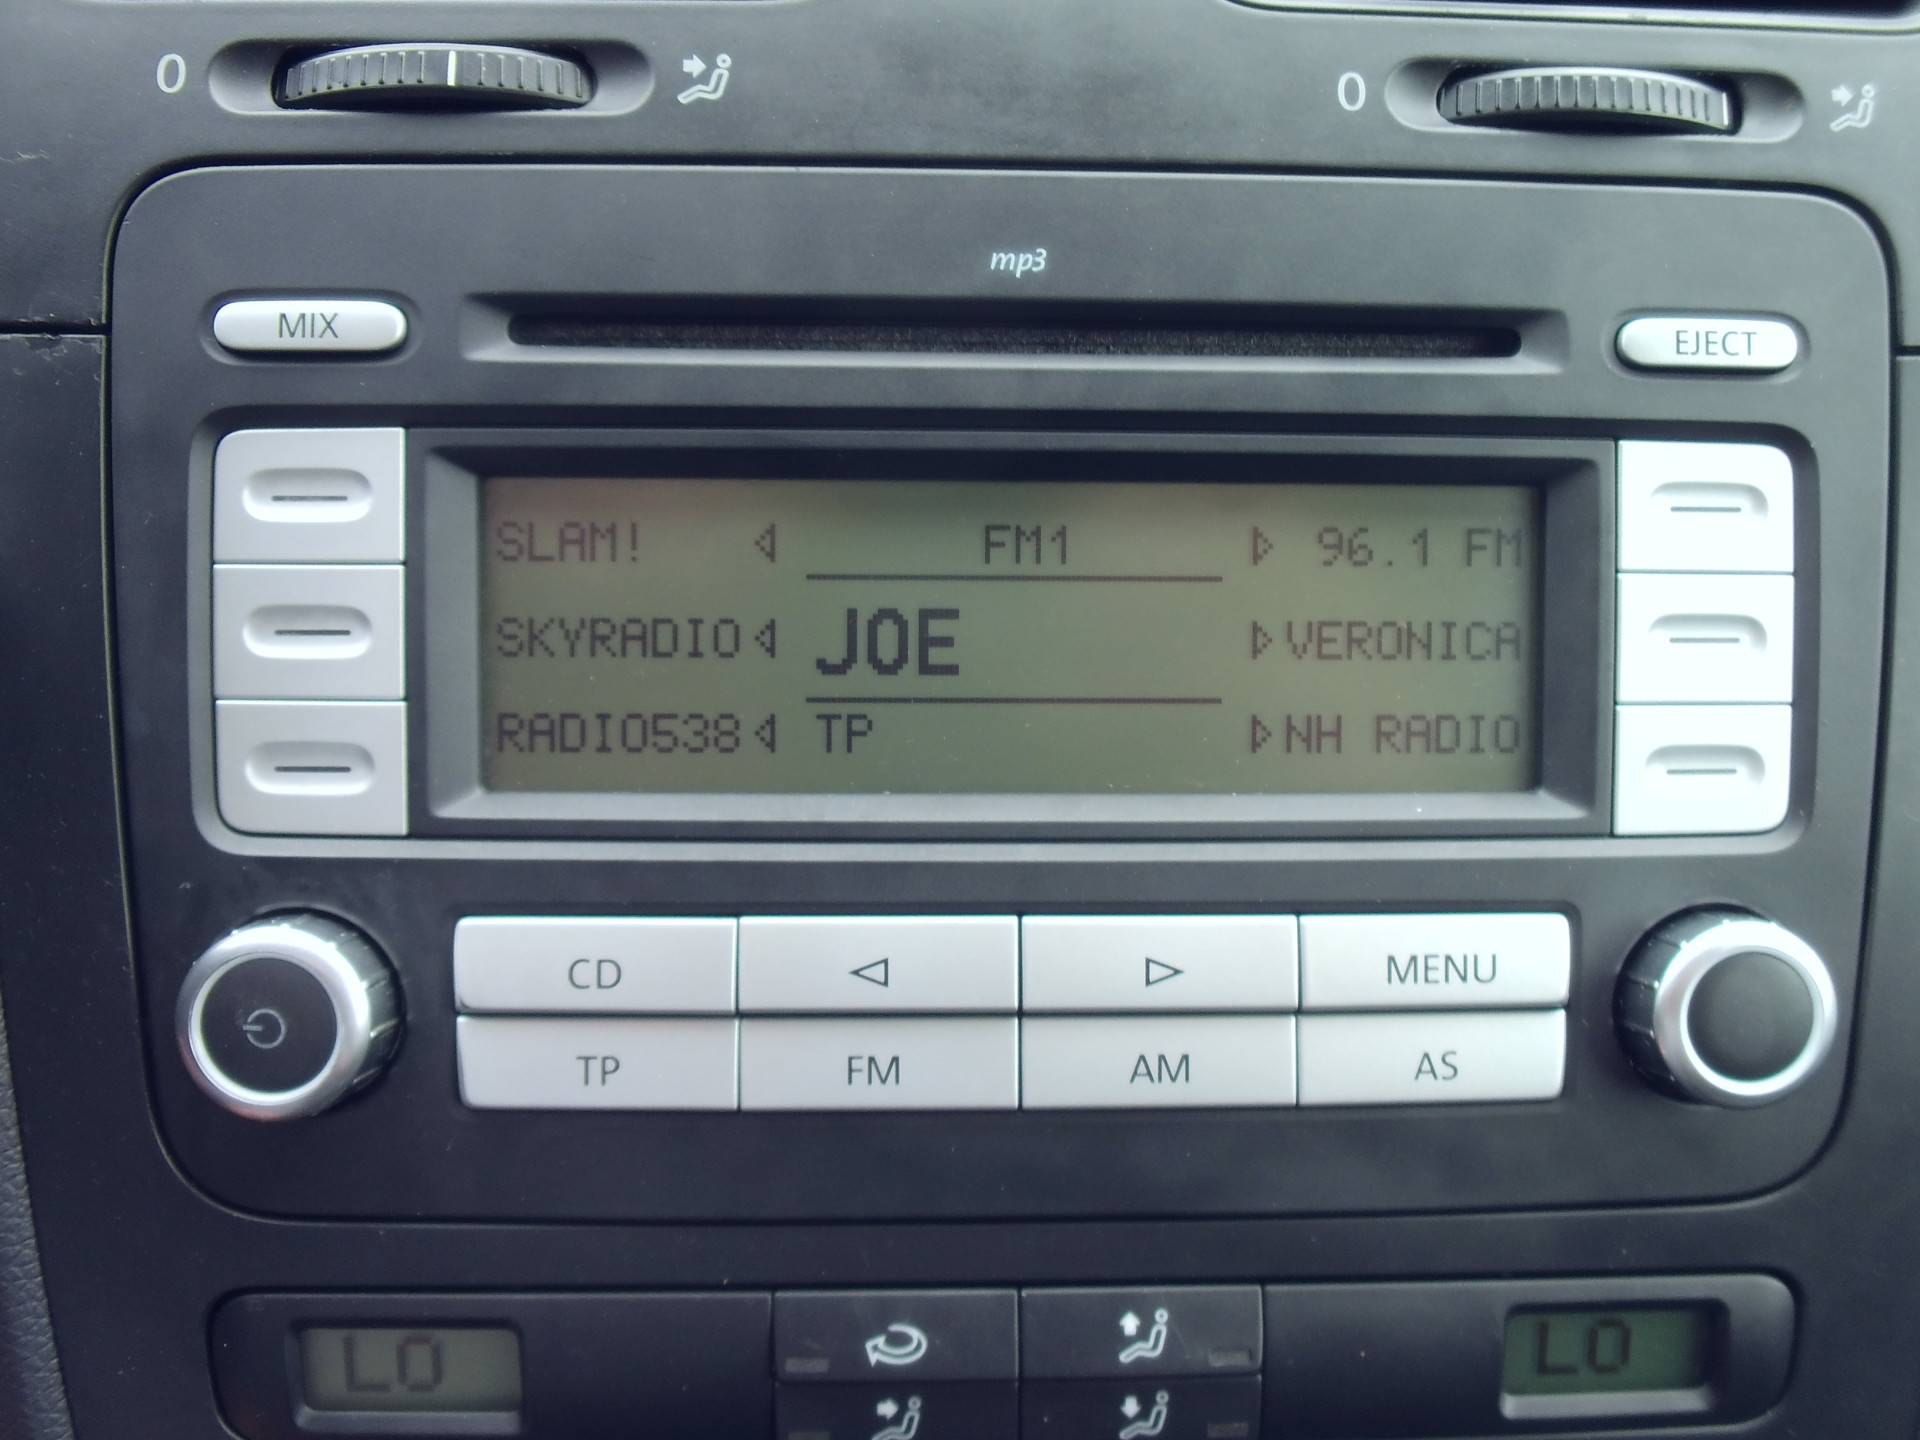 0
0
mp3
MIX
EJECT
SLAM! FM1 96.1 FM
SKYRADIO JOE VERONICA
RADIO538 TP NH RADIO
CD MENU
TP FM AM AS
LO LO